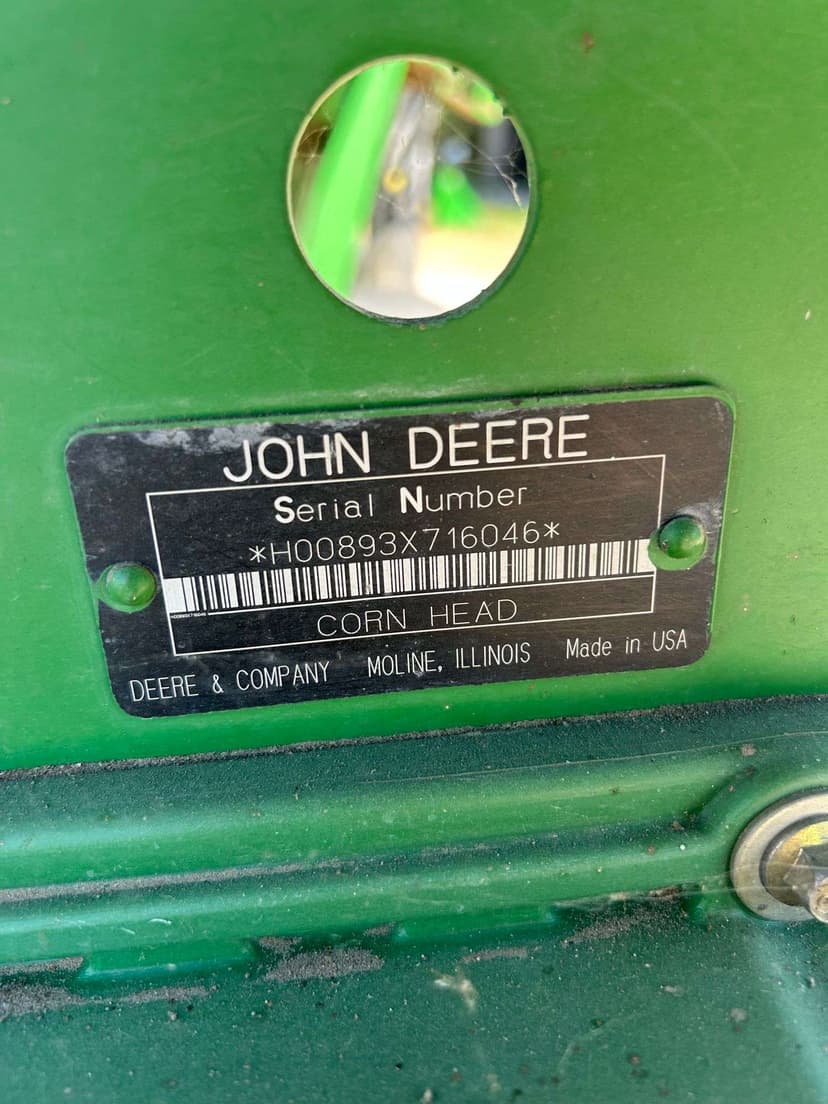 JOHN DEERE
Serial Number
*H00893X716046*
CORN HEAD
DEERE & COMPANY MOLINE, ILLINOIS Made in USA